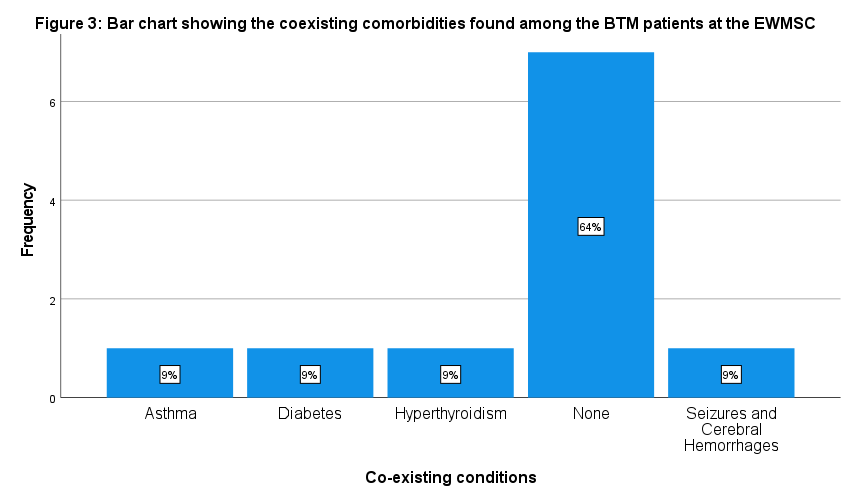 Figure 3: Bar chart showing the coexisting comorbidities found among the BTM patients at the EWMSC
Frequency
6
4
2
0
9%
9%
9%
64%
9%
Asthma
Diabetes
Hyperthyroidism
None
Seizures and
Cerebral
Hemorrhages
Co-existing conditions